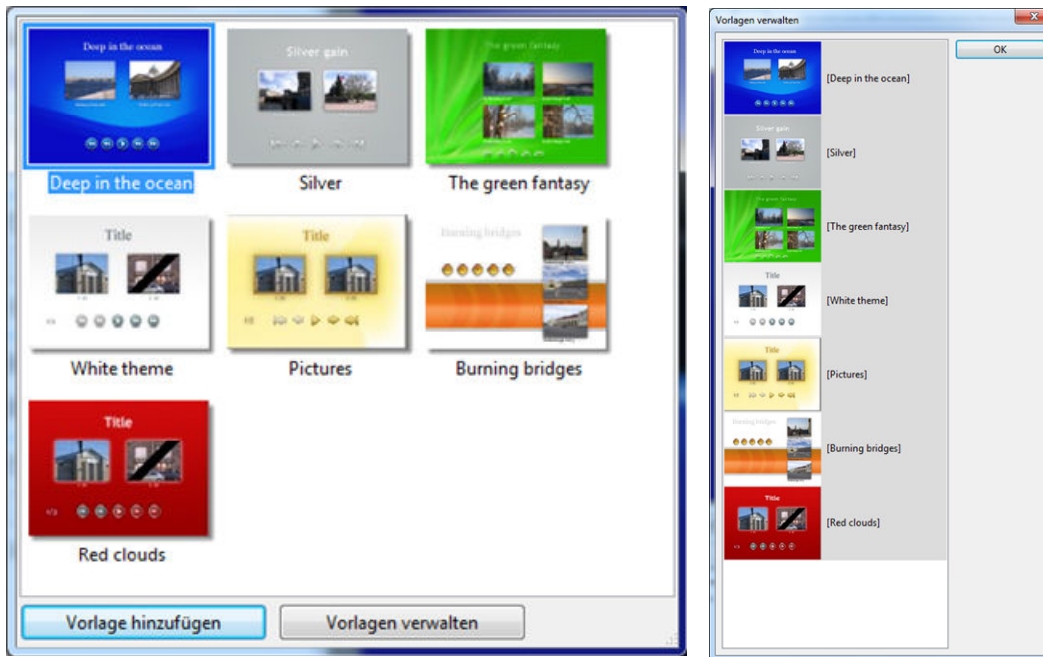 Deep in the ocean
Silver gain
The green fantasy
Deep in the ocean
Silver
The green fantasy
Title
Title
Burning bridges
White theme
Pictures
Burning bridges
Title
Red clouds
Vorlage hinzufügen
Vorlagen verwalten
Vorlagen verwalten
OK
Deep in the ocean
[Deep in the ocean]
Silver gain
[Silver]
The green fantasy
[The green fantasy]
Title
[White theme]
Title
[Pictures]
Burning bridges
[Burning bridges]
Title
[Red clouds]